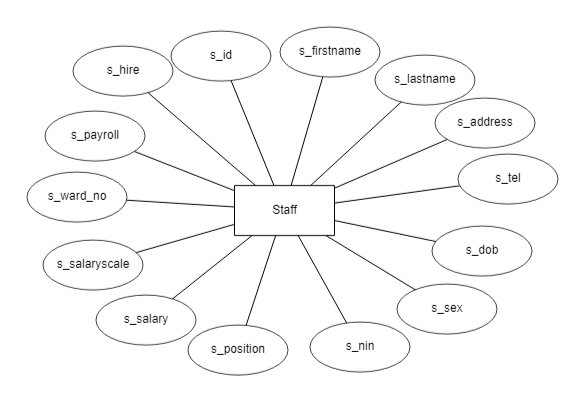 s_firstname
s_id
s_hire
s_lastname
s_address
s_payroll
s_tel
s_ward_no
Staff
s_dob
s_salaryscale
s_sex
s_salary
s_nin
s_position